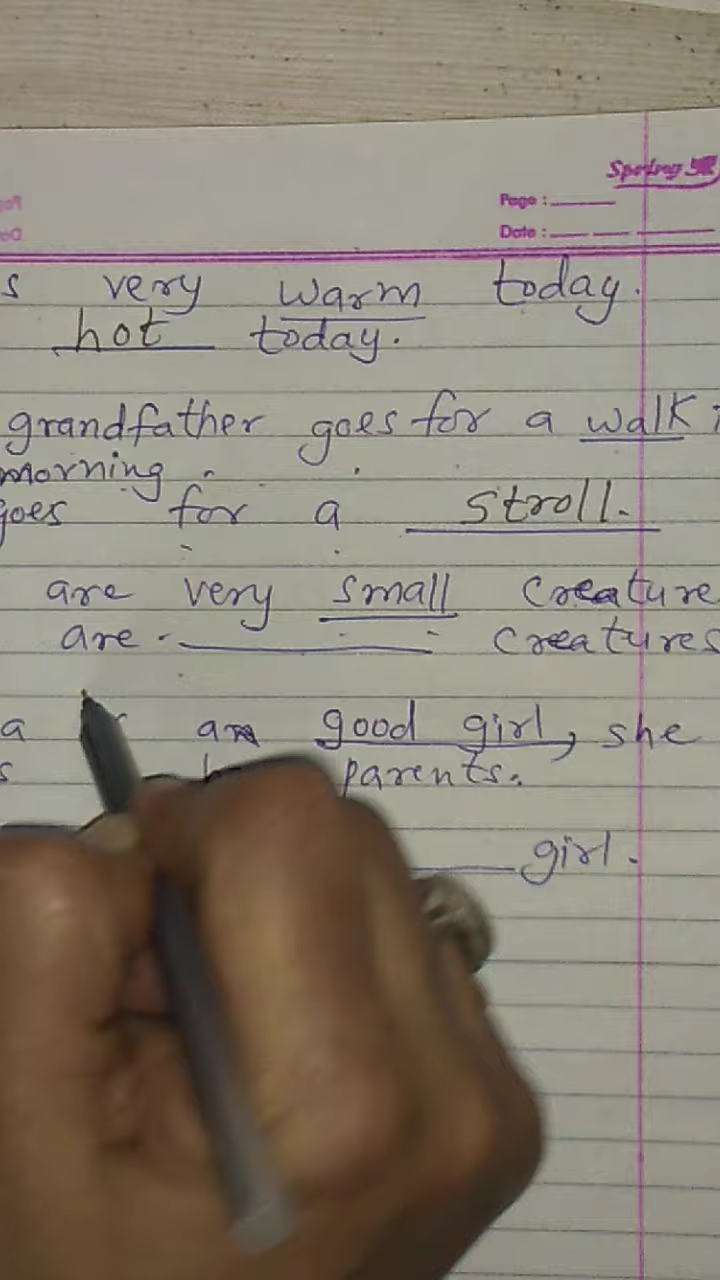 Spring
Page :
Date :
s very warm today.
hot today.
grandfather goes for a walk i
morning.
goes for a stroll.
are very small creature
are creatures
a a good girl, she
s parents.
girl.